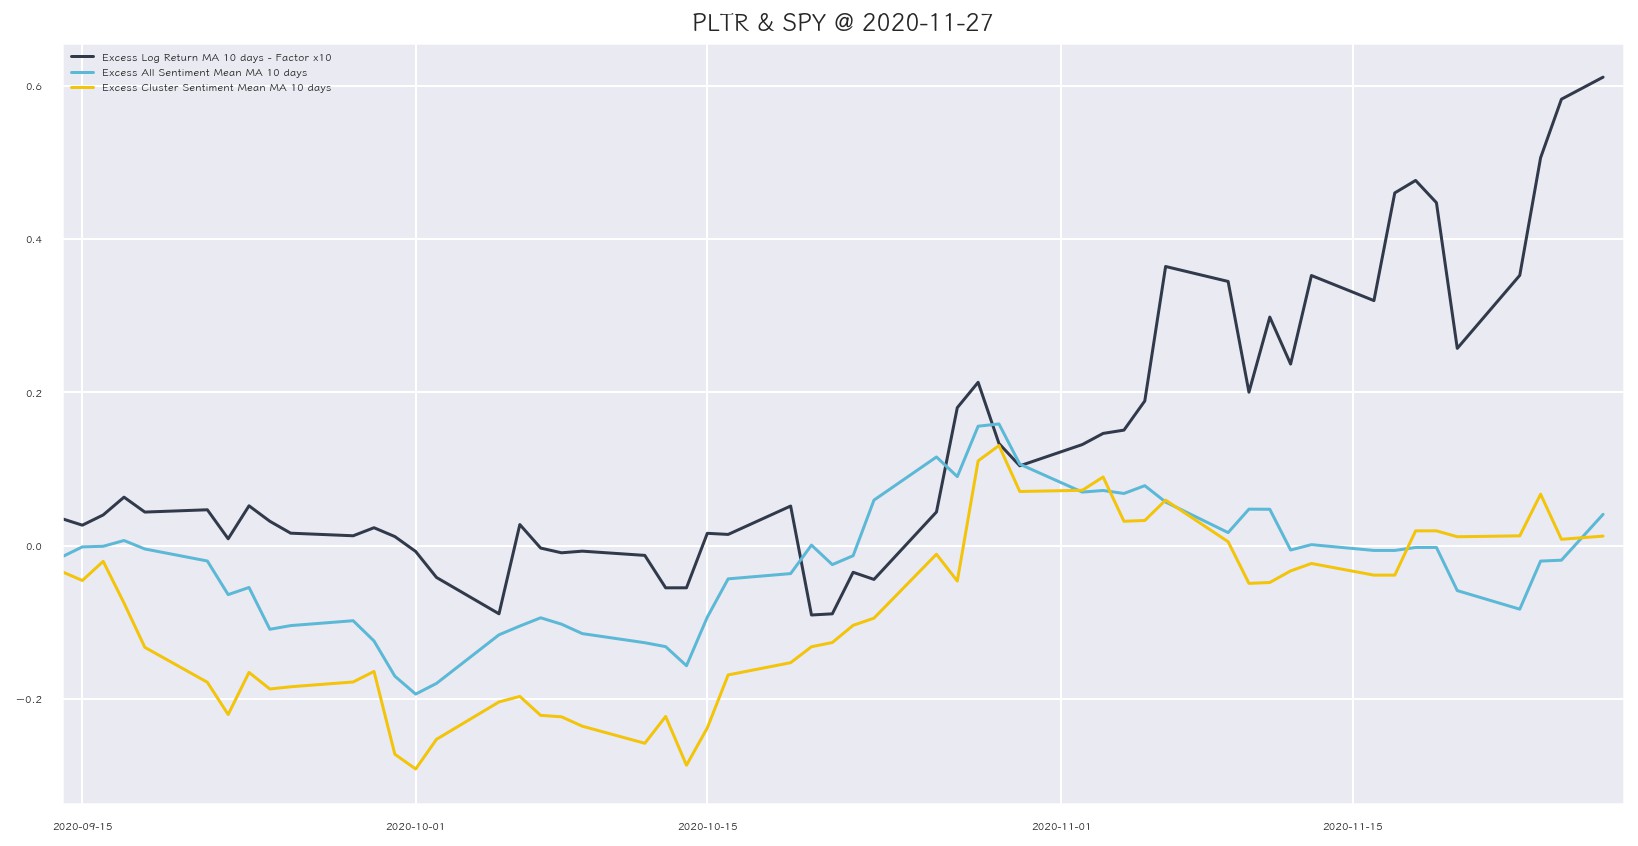 PLTR & SPY @ 2020-11-27
Excess Log Return MA 10 days - Factor x10
Excess All Sentiment Mean MA 10 days
Excess Cluster Sentiment Mean MA 10 days
0.6
0.4
0.2
0.0
−0.2
2020-09-15 2020-10-01 2020-10-15 2020-11-01 2020-11-15